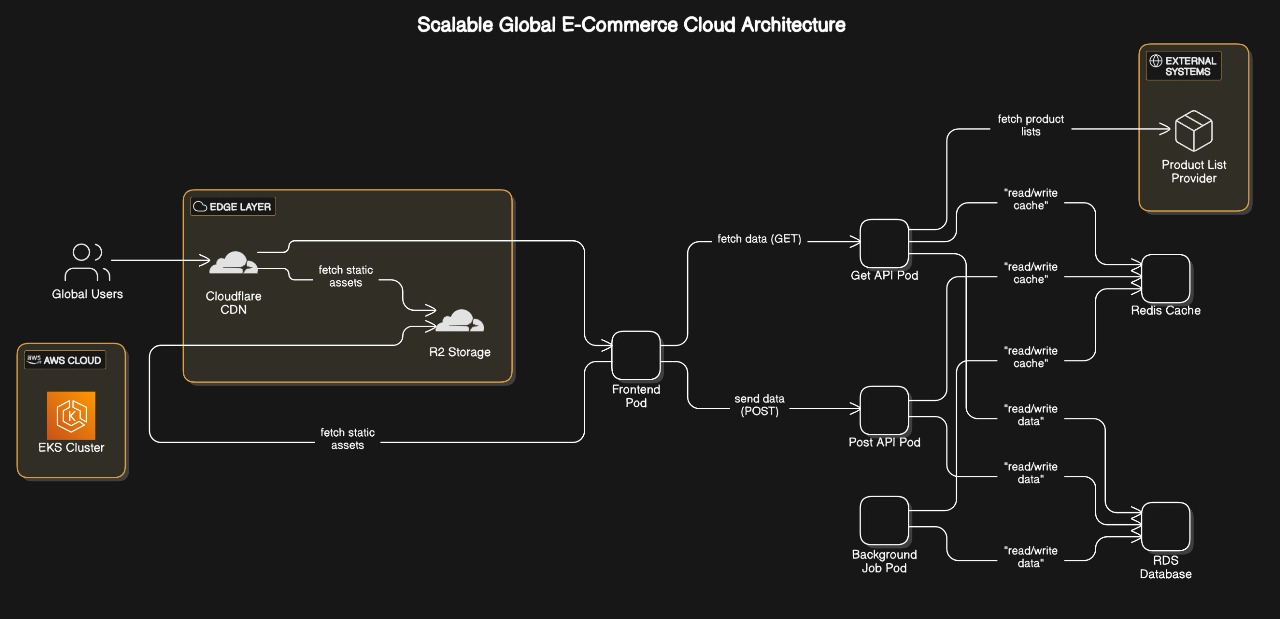 Scalable Global E-Commerce Cloud Architecture
EXTERNAL
SYSTEMS
fetch product
lists
Product List
Provider
EDGE LAYER
"read/write
cache"
fetch data (GET)
Get API Pod
Global Users
Cloudflare
CDN
fetch static
assets
"read/write
cache"
Redis Cache
R2 Storage
aws
AWS CLOUD
K
EKS Cluster
Frontend
Pod
"read/write
cache"
send data
(POST)
Post API Pod
"read/write
data"
fetch static
assets
"read/write
data"
Background
Job Pod
"read/write
data"
RDS
Database